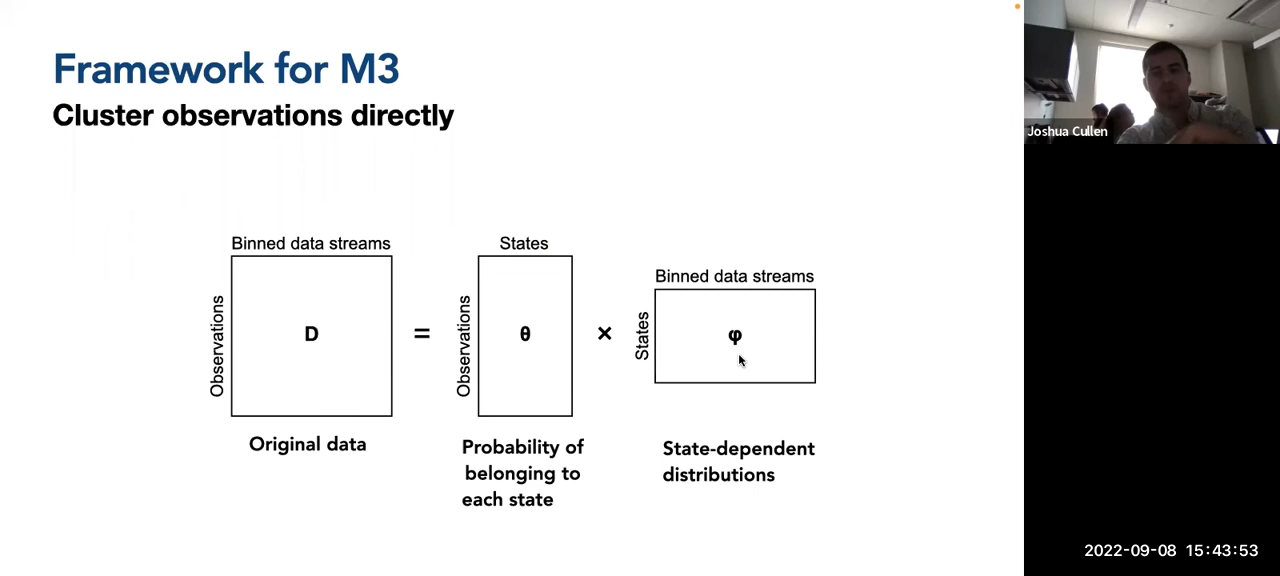 Framework for M3
Cluster observations directly
Binned data streams
Observations
D
Original data
=
States
Observations
θ
Probability of
belonging to
each state
×
Binned data streams
States
φ
State-dependent
distributions
Joshua Cullen
2022-09-08 15:43:53